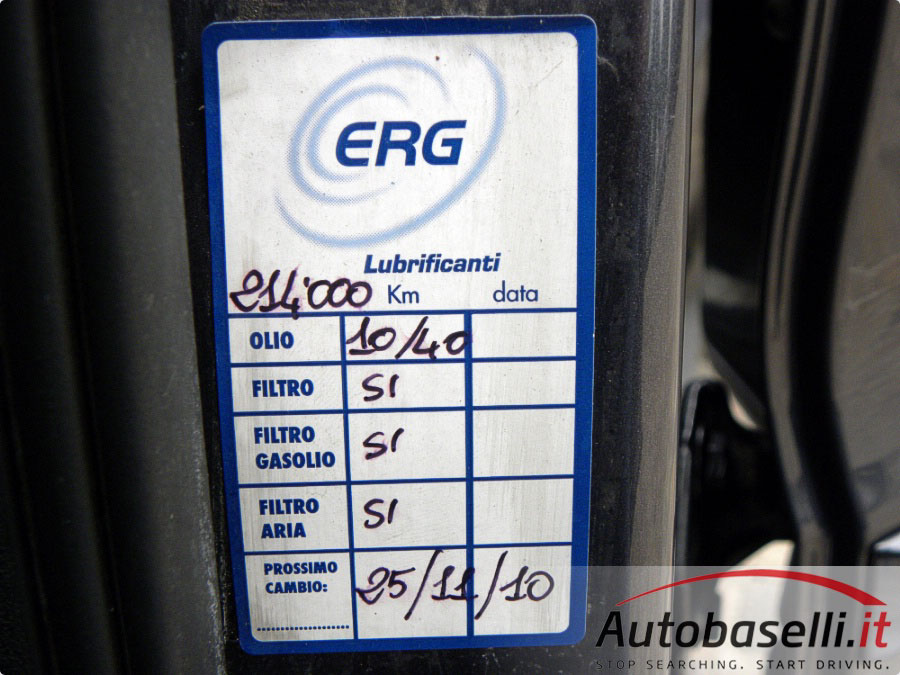 ERG
Lubrificanti
214'000 Km data
OLIO 10/40
FILTRO SI
FILTRO
GASOLIO SI
FILTRO
ARIA SI
PROSSIMO
CAMBIO: 25/11/10
Autobaselli.it
STOP SEARCHING. START DRIVING.